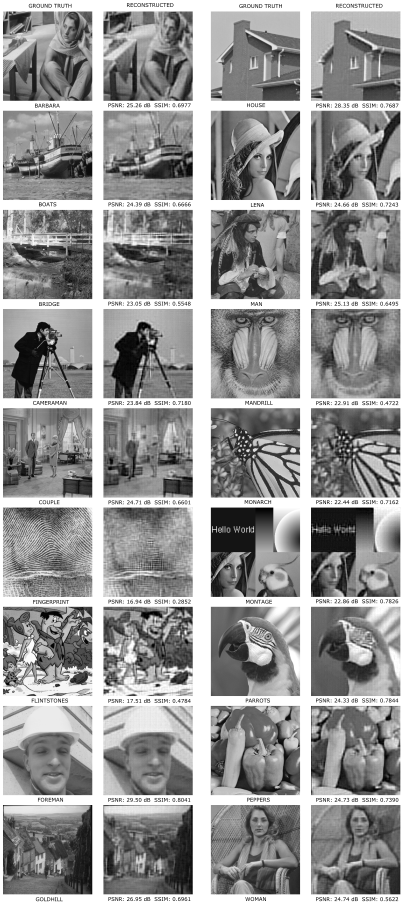 GROUND TRUTH RECONSTRUCTED GROUND TRUTH RECONSTRUCTED
BARBARA PSNR: 25.26 dB SSIM: 0.6977 HOUSE PSNR: 28.35 dB SSIM: 0.7687
BOATS PSNR: 24.39 dB SSIM: 0.6666 LENA PSNR: 24.66 dB SSIM: 0.7243
BRIDGE PSNR: 23.05 dB SSIM: 0.5548 MAN PSNR: 25.13 dB SSIM: 0.6495
CAMERAMAN PSNR: 23.84 dB SSIM: 0.7180 MANDRILL PSNR: 22.91 dB SSIM: 0.4722
COUPLE PSNR: 24.71 dB SSIM: 0.6601 MONARCH PSNR: 22.44 dB SSIM: 0.7162
Hello World Hello World
FINGERPRINT PSNR: 16.94 dB SSIM: 0.2852 MONTAGE PSNR: 22.86 dB SSIM: 0.7826
FLINTSTONES PSNR: 17.51 dB SSIM: 0.4784 PARROTS PSNR: 24.33 dB SSIM: 0.7844
FOREMAN PSNR: 29.50 dB SSIM: 0.8041 PEPPERS PSNR: 24.73 dB SSIM: 0.7390
GOLDHILL PSNR: 26.95 dB SSIM: 0.6961 WOMAN PSNR: 24.74 dB SSIM: 0.5622